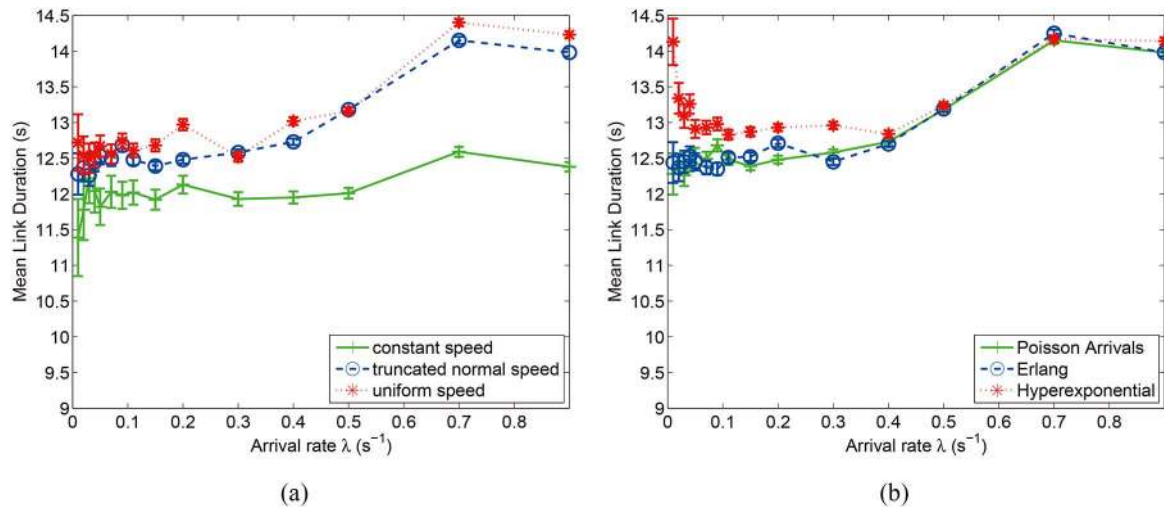 14.5
14
13.5
13
12.5
12
11.5
11
10.5
10
9.5
9
Mean Link Duration (s)
constant speed
truncated normal speed
uniform speed
0 0.1 0.2 0.3 0.4 0.5 0.6 0.7 0.8
Arrival rate λ (s⁻¹)
(a)
14.5
14
13.5
13
12.5
12
11.5
11
10.5
10
9.5
9
Mean Link Duration (s)
Poisson Arrivals
Erlang
Hyperexponential
0 0.1 0.2 0.3 0.4 0.5 0.6 0.7 0.8
Arrival rate λ (s⁻¹)
(b)